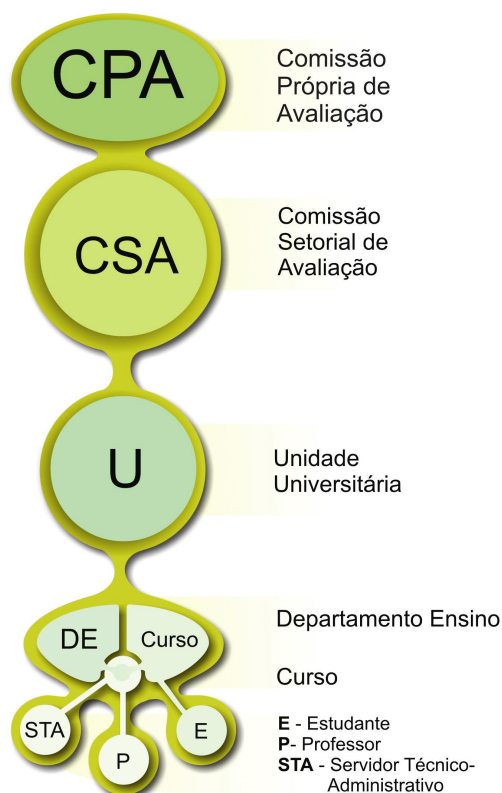 CPA
Comissão
Própria de
Avaliação
CSA
Comissão
Setorial de
Avaliação
U
Unidade
Universitária
DE
Curso
Departamento Ensino
Curso
STA
P
E
E - Estudante
P- Professor
STA - Servidor Técnico-
Administrativo